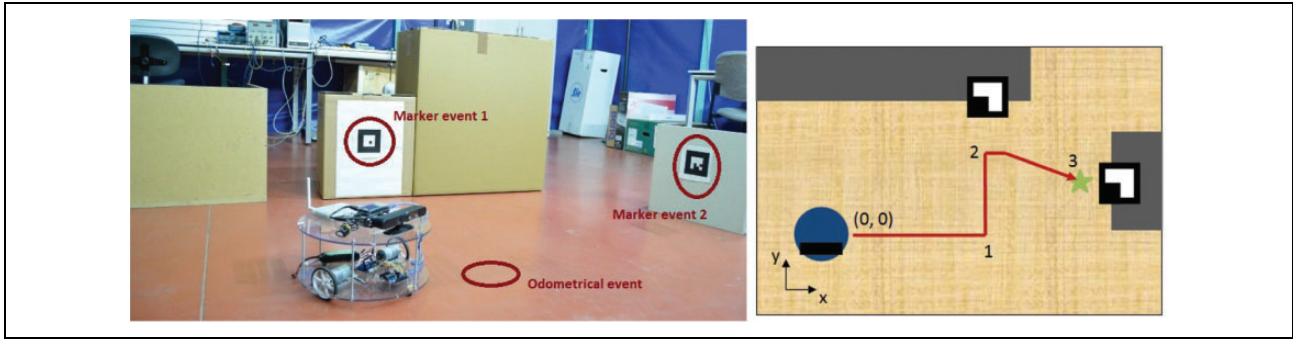 Marker event 1
Marker event 2
Odometrical event
2
3
(0, 0)
1
y
x